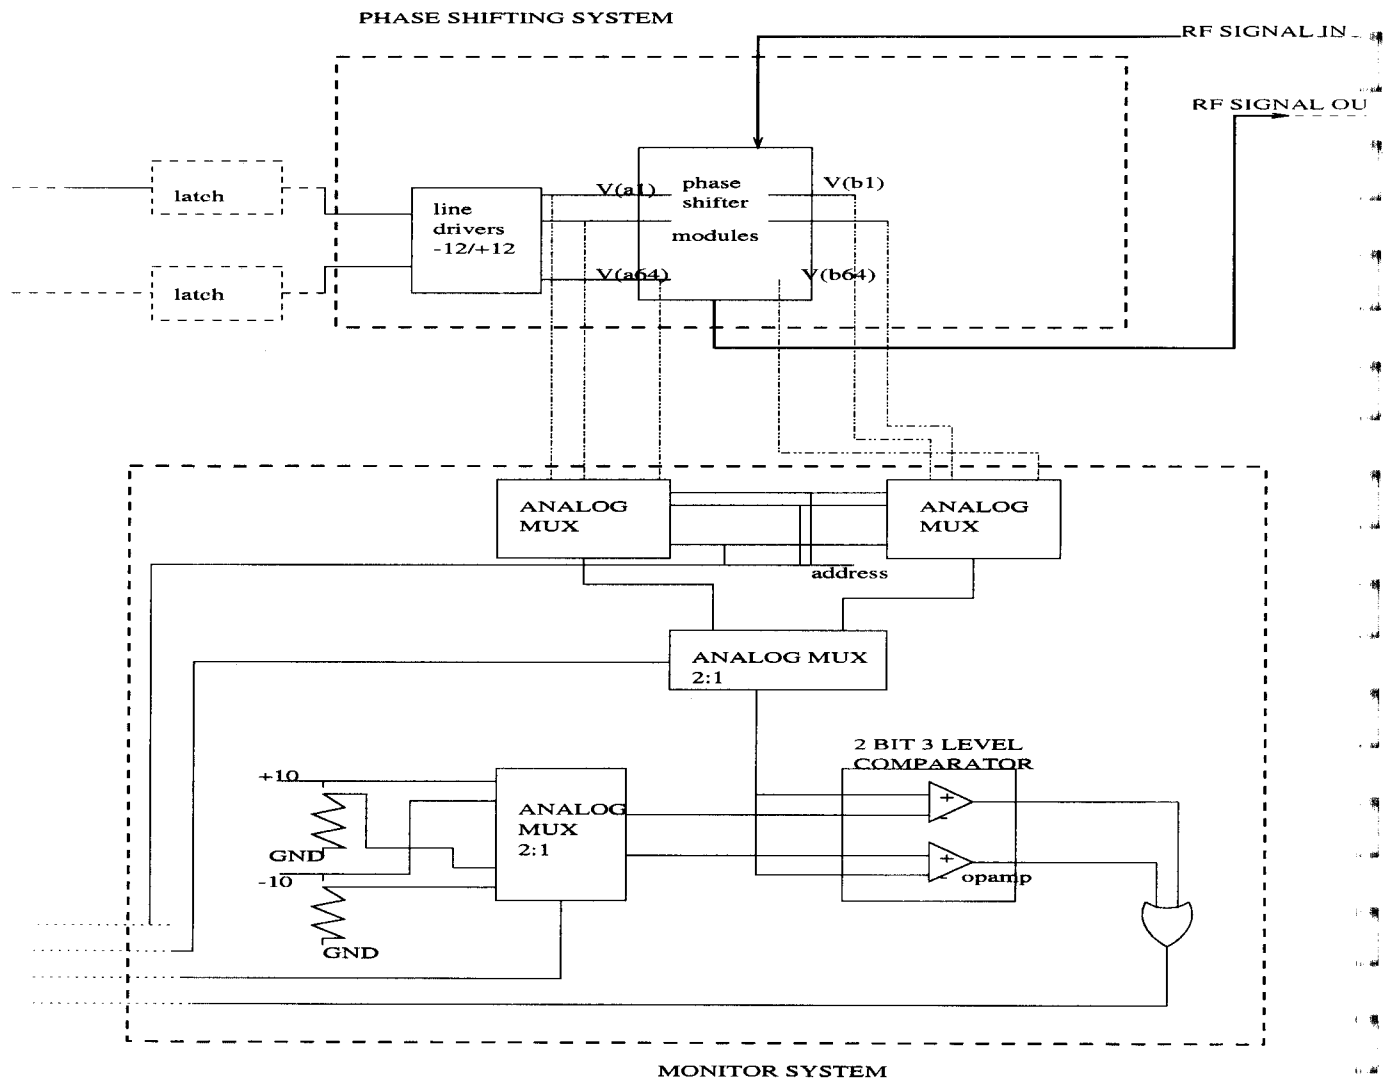 PHASE SHIFTING SYSTEM
RF SIGNAL IN
RF SIGNAL OU
latch
line
drivers
-12/+12
V(a1)
phase
shifter
modules
V(b1)
V(a64)
V(b64)
latch
ANALOG
MUX
ANALOG
MUX
address
ANALOG MUX
2:1
2 BIT 3 LEVEL
COMPARATOR
+10
GND
-10
GND
ANALOG
MUX
2:1
+
-
+
-
opamp
MONITOR SYSTEM